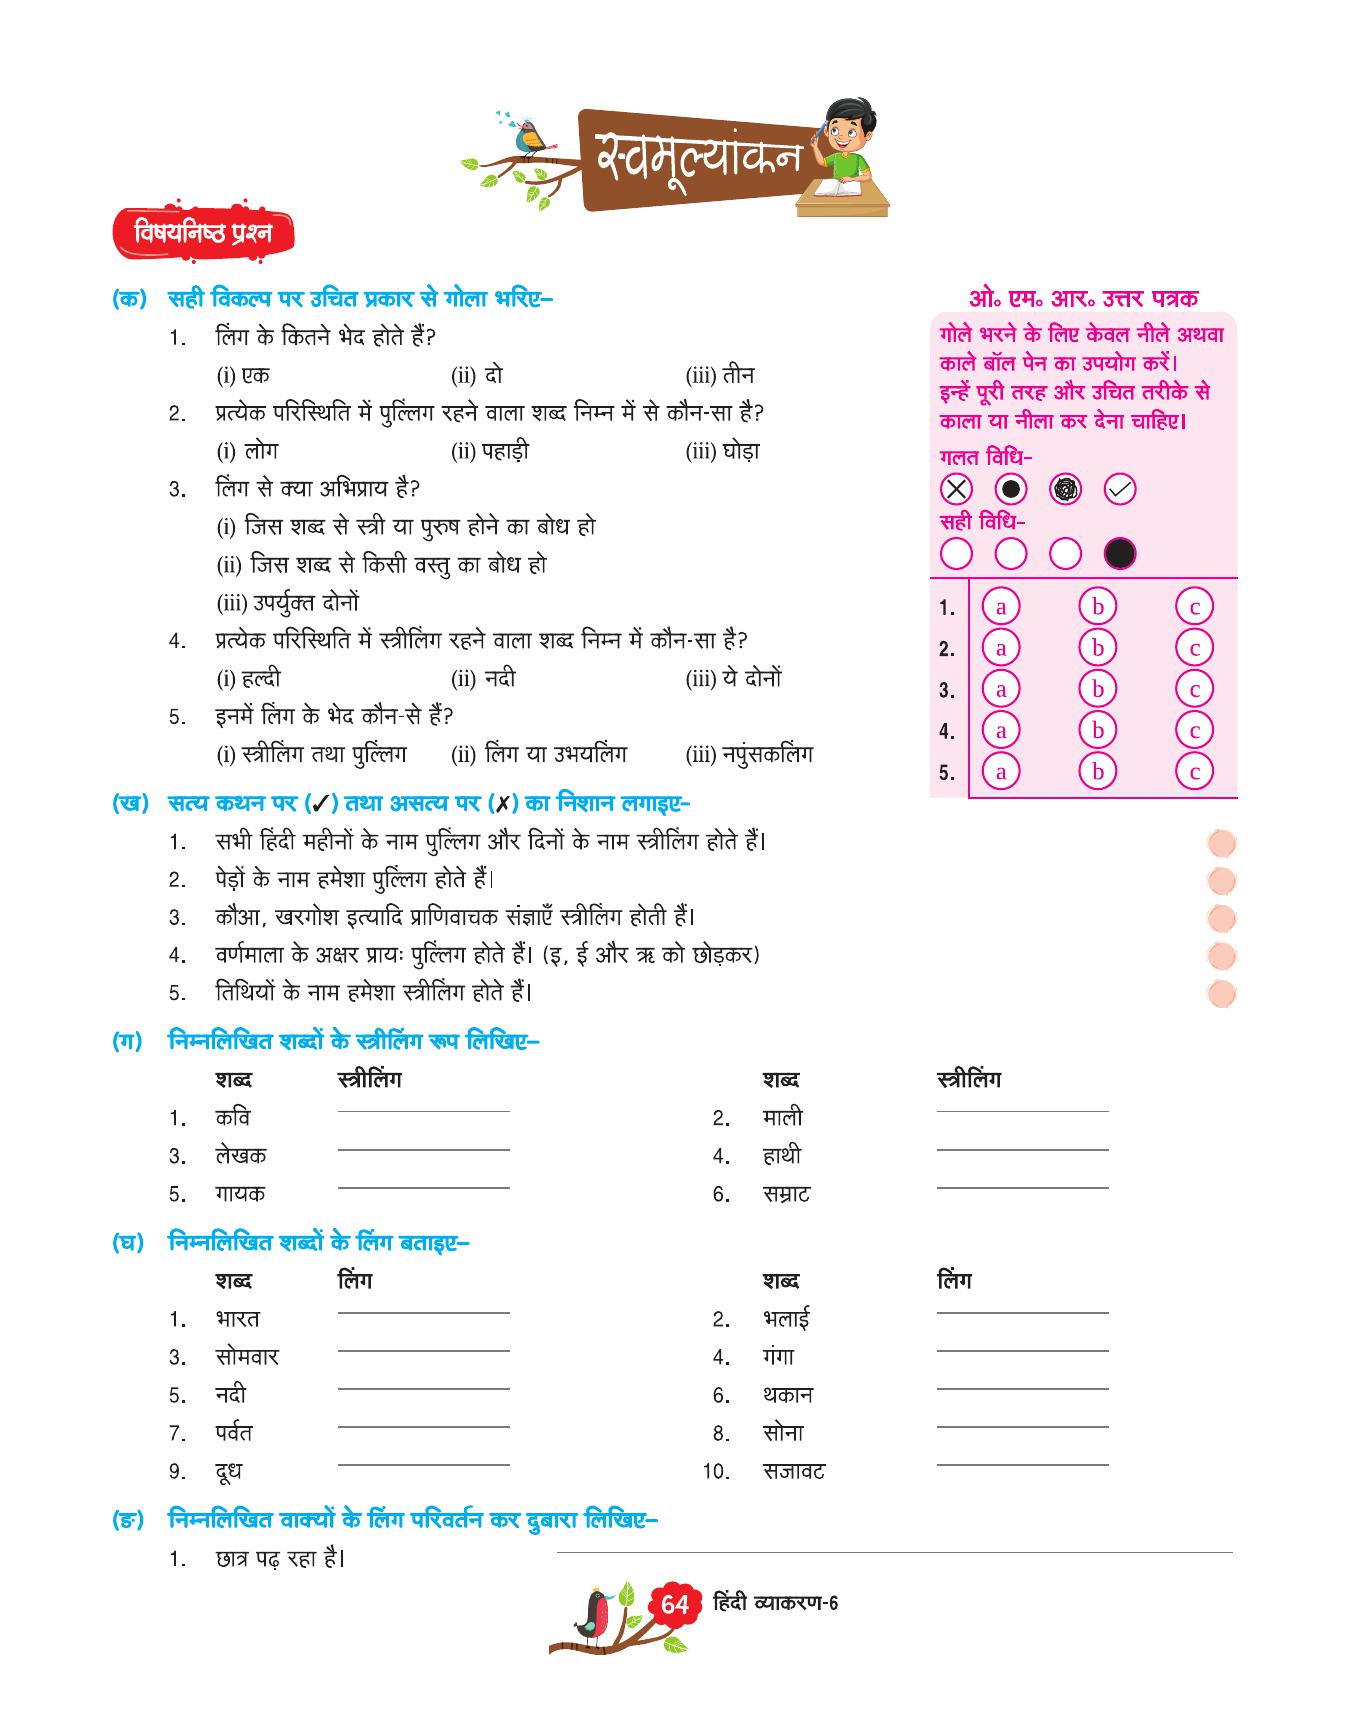 स्वमूल्यांकन
विषयनिष्ठ प्रश्न
(क) सही विकल्प पर उचित प्रकार से गोला भरिए–
1. लिंग के कितने भेद होते हैं?
(i) एक (ii) दो (iii) तीन
2. प्रत्येक परिस्थिति में पुल्लिंग रहने वाला शब्द निम्न में से कौन-सा है?
(i) लोग (ii) पहाड़ी (iii) घोड़ा
3. लिंग से क्या अभिप्राय है?
(i) जिस शब्द से स्त्री या पुरुष होने का बोध हो
(ii) जिस शब्द से किसी वस्तु का बोध हो
(iii) उपर्युक्त दोनों
4. प्रत्येक परिस्थिति में स्त्रीलिंग रहने वाला शब्द निम्न में कौन-सा है?
(i) हल्दी (ii) नदी (iii) ये दोनों
5. इनमें लिंग के भेद कौन-से हैं?
(i) स्त्रीलिंग तथा पुल्लिंग (ii) लिंग या उभयलिंग (iii) नपुंसकलिंग
ओ॰ एम॰ आर॰ उत्तर पत्रक
गोले भरने के लिए केवल नीले अथवा
काले बॉल पेन का उपयोग करें।
इन्हें पूरी तरह और उचित तरीके से
काला या नीला कर देना चाहिए।
गलत विधि–
सही विधि–
1. a b c
2. a b c
3. a b c
4. a b c
5. a b c
(ख) सत्य कथन पर (✓) तथा असत्य पर (✗) का निशान लगाइए–
1. सभी हिंदी महीनों के नाम पुल्लिंग और दिनों के नाम स्त्रीलिंग होते हैं।
2. पेड़ों के नाम हमेशा पुल्लिंग होते हैं।
3. कौआ, खरगोश इत्यादि प्राणिवाचक संज्ञाएँ स्त्रीलिंग होती हैं।
4. वर्णमाला के अक्षर प्रायः पुल्लिंग होते हैं। (इ, ई और ऋ को छोड़कर)
5. तिथियों के नाम हमेशा स्त्रीलिंग होते हैं।
(ग) निम्नलिखित शब्दों के स्त्रीलिंग रूप लिखिए–
शब्द स्त्रीलिंग शब्द स्त्रीलिंग
1. कवि 2. माली
3. लेखक 4. हाथी
5. गायक 6. सम्राट
(घ) निम्नलिखित शब्दों के लिंग बताइए–
शब्द लिंग शब्द लिंग
1. भारत 2. भलाई
3. सोमवार 4. गंगा
5. नदी 6. थकान
7. पर्वत 8. सोना
9. दूध 10. सजावट
(ङ) निम्नलिखित वाक्यों के लिंग परिवर्तन कर दुबारा लिखिए–
1. छात्र पढ़ रहा है।
64 हिंदी व्याकरण-6